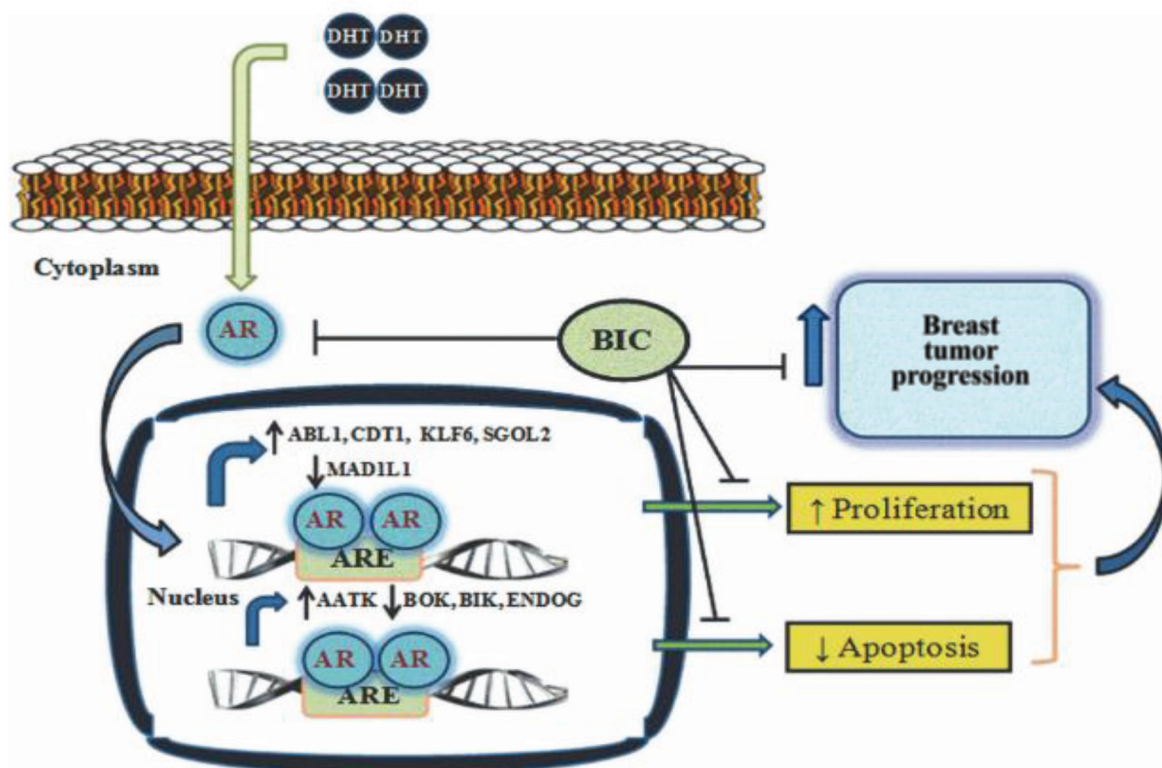 DHT DHT
DHT DHT
Cytoplasm
AR
BIC
Breast
tumor
progression
↑ ABL1, CDT1, KLF6, SGOL2
↓ MAD1L1
AR AR
ARE
↑ Proliferation
Nucleus
↑ AATK ↓ BOK, BIK, ENDOG
AR AR
ARE
↓ Apoptosis